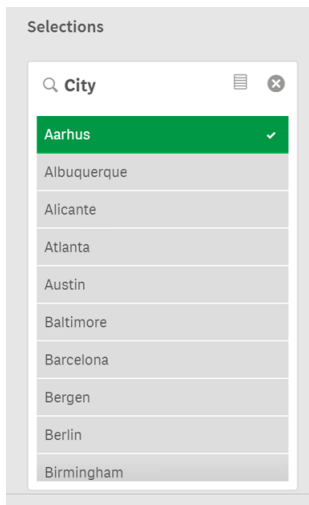 Selections
City
Aarhus
Albuquerque
Alicante
Atlanta
Austin
Baltimore
Barcelona
Bergen
Berlin
Birmingham